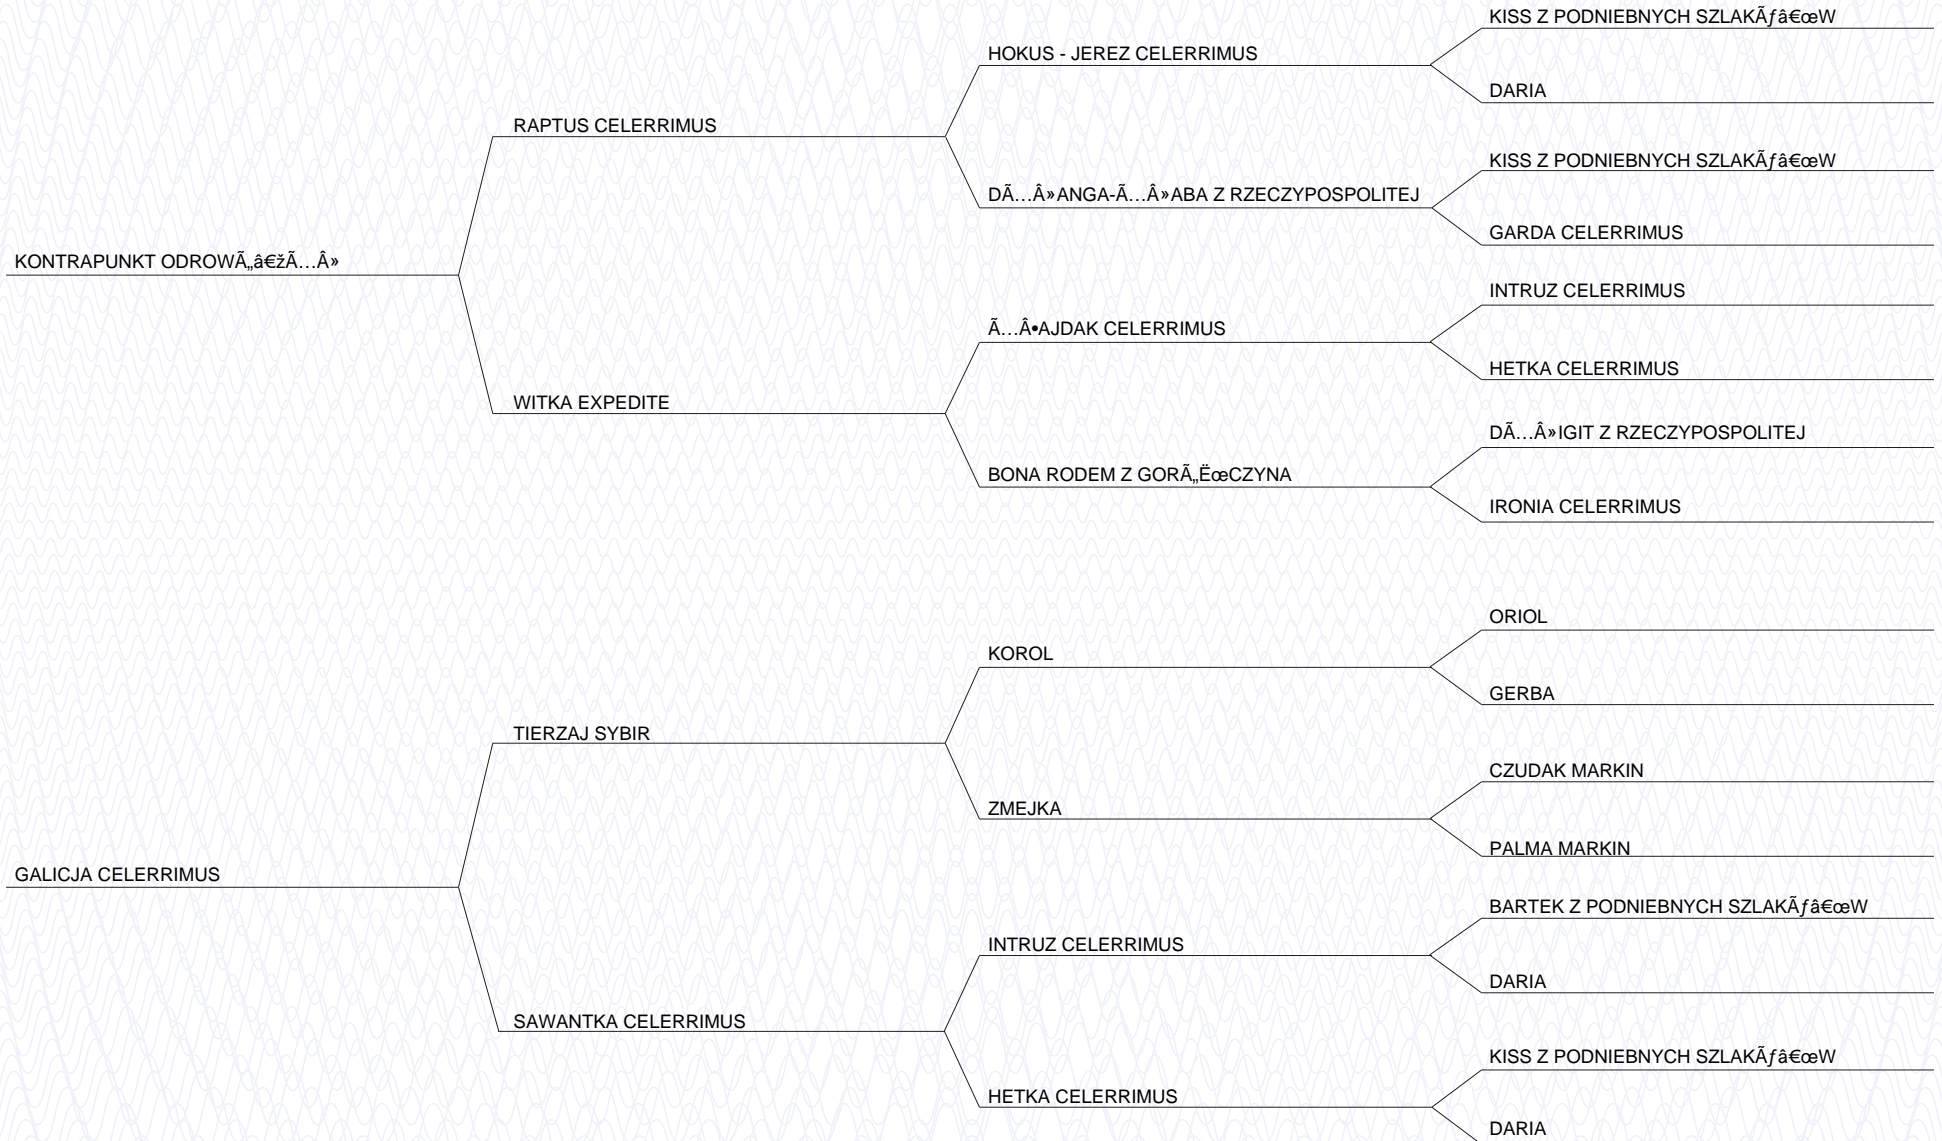 KISS Z PODNIEBNYCH SZLAKÃƒâ€œW
HOKUS - JEREZ CELERRIMUS
DARIA
RAPTUS CELERRIMUS
KISS Z PODNIEBNYCH SZLAKÃƒâ€œW
DÃ…Â»ANGA-Ã…Â»ABA Z RZECZYPOSPOLITEJ
GARDA CELERRIMUS
KONTRAPUNKT ODROWÃ„â€žÃ…Â»
INTRUZ CELERRIMUS
Ã…Â•AJDAK CELERRIMUS
HETKA CELERRIMUS
WITKA EXPEDITE
DÃ…Â»IGIT Z RZECZYPOSPOLITEJ
BONA RODEM Z GORÃ„ËœCZYNA
IRONIA CELERRIMUS
ORIOL
KOROL
GERBA
TIERZAJ SYBIR
CZUDAK MARKIN
ZMEJKA
PALMA MARKIN
GALICJA CELERRIMUS
BARTEK Z PODNIEBNYCH SZLAKÃƒâ€œW
INTRUZ CELERRIMUS
DARIA
SAWANTKA CELERRIMUS
KISS Z PODNIEBNYCH SZLAKÃƒâ€œW
HETKA CELERRIMUS
DARIA